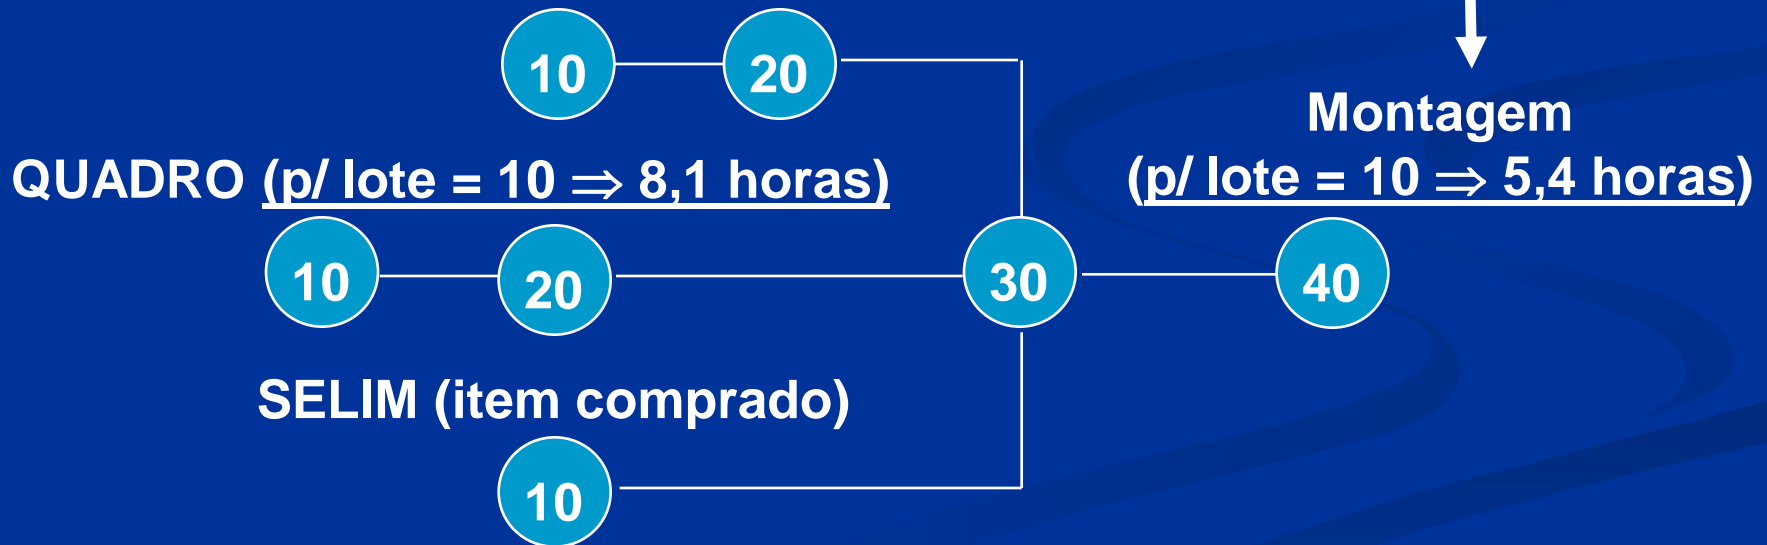 10 20
Montagem
QUADRO (p/ lote = 10 ⇒ 8,1 horas)
(p/ lote = 10 ⇒ 5,4 horas)
10 20 30 40
SELIM (item comprado)
10